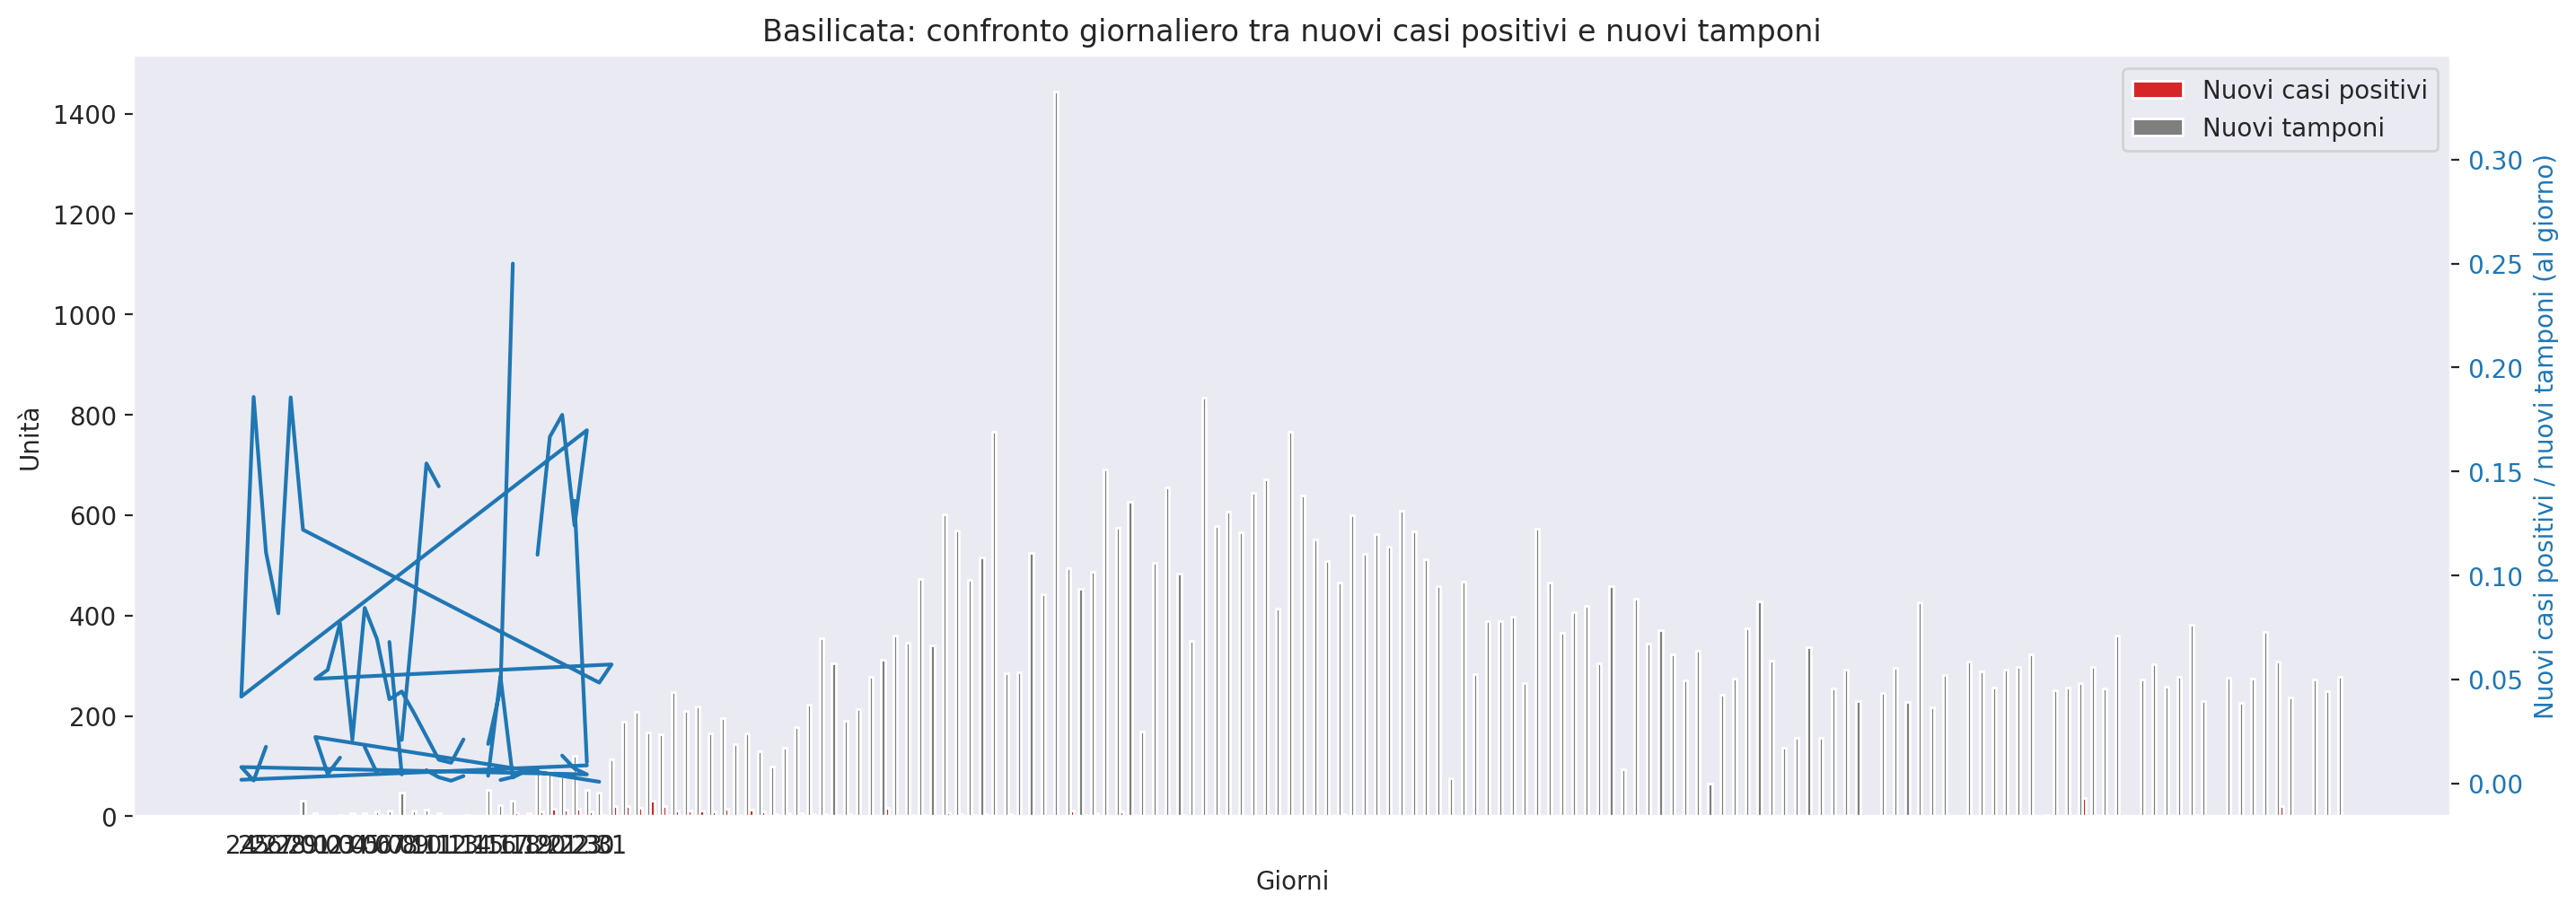 Basilicata: confronto giornaliero tra nuovi casi positivi e nuovi tamponi
Nuovi casi positivi
Nuovi tamponi
1400
1200
1000
800
600
400
200
0
Unità
0.30
0.25
0.20
0.15
0.10
0.05
0.00
Nuovi casi positivi / nuovi tamponi (al giorno)
Giorni